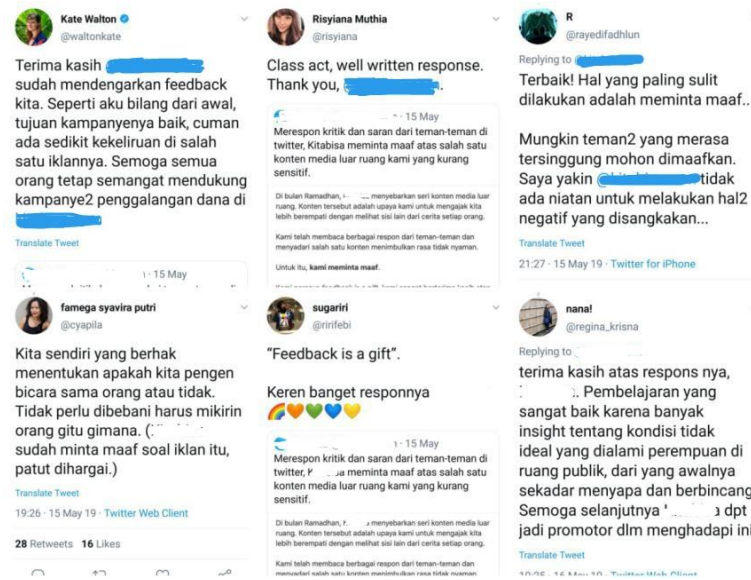 Kate Walton
@waltonkate
Terima kasih
sudah mendengarkan feedback
kita. Seperti aku bilang dari awal,
tujuan kampanyenya baik, cuman
ada sedikit kekeliruan di salah
satu iklannya. Semoga semua
orang tetap semangat mendukung
kampanye2 penggalangan dana di
Translate Tweet
15 May
Risyiana Muthia
@risyiana
Class act, well written response.
Thank you,
· 15 May
Merespon kritik dan saran dari teman-teman di
twitter, Kitabisa meminta maaf atas salah satu
konten media luar ruang kami yang kurang
sensitif.
Di bulan Ramadhan, menyebarkan seri konten media luar
ruang. Konten tersebut adalah upaya kami untuk mengajak kita
lebih berempati dengan melihat sisi lain dari cerita setiap orang.
Kami telah membaca berbagai respon dari teman-teman dan
menyadari salah satu konten menimbulkan rasa tidak nyaman.
Untuk itu, kami meminta maaf.
R
@rayedifadhlun
Replying to
Terbaik! Hal yang paling sulit
dilakukan adalah meminta maaf..
Mungkin teman2 yang merasa
tersinggung mohon dimaafkan.
Saya yakin tidak
ada niatan untuk melakukan hal2
negatif yang disangkakan...
Translate Tweet
21:27 · 15 May 19 · Twitter for iPhone
famega syavira putri
@cyapila
Kita sendiri yang berhak
menentukan apakah kita pengen
bicara sama orang atau tidak.
Tidak perlu dibebani harus mikirin
orang gitu gimana. (
sudah minta maaf soal iklan itu,
patut dihargai.)
Translate Tweet
19:26 · 15 May 19 · Twitter Web Client
28 Retweets 16 Likes
sugariri
@ririfebi
“Feedback is a gift”.
Keren banget responnya
🌈🧡💚💙💛
· 15 May
Merespon kritik dan saran dari teman-teman di
twitter, meminta maaf atas salah satu
konten media luar ruang kami yang kurang
sensitif.
Di bulan Ramadhan, menyebarkan seri konten media luar
ruang. Konten tersebut adalah upaya kami untuk mengajak kita
lebih berempati dengan melihat sisi lain dari cerita setiap orang.
Kami telah membaca berbagai respon dari teman-teman dan
menyadari salah satu konten menimbulkan rasa tidak nyaman.
nana!
@regina_krisna
Replying to
terima kasih atas respons nya,
. Pembelajaran yang
sangat baik karena banyak
insight tentang kondisi tidak
ideal yang dialami perempuan di
ruang publik, dari yang awalnya
sekadar menyapa dan berbincang
Semoga selanjutnya dpt
jadi promotor dlm menghadapi ini
Translate Tweet